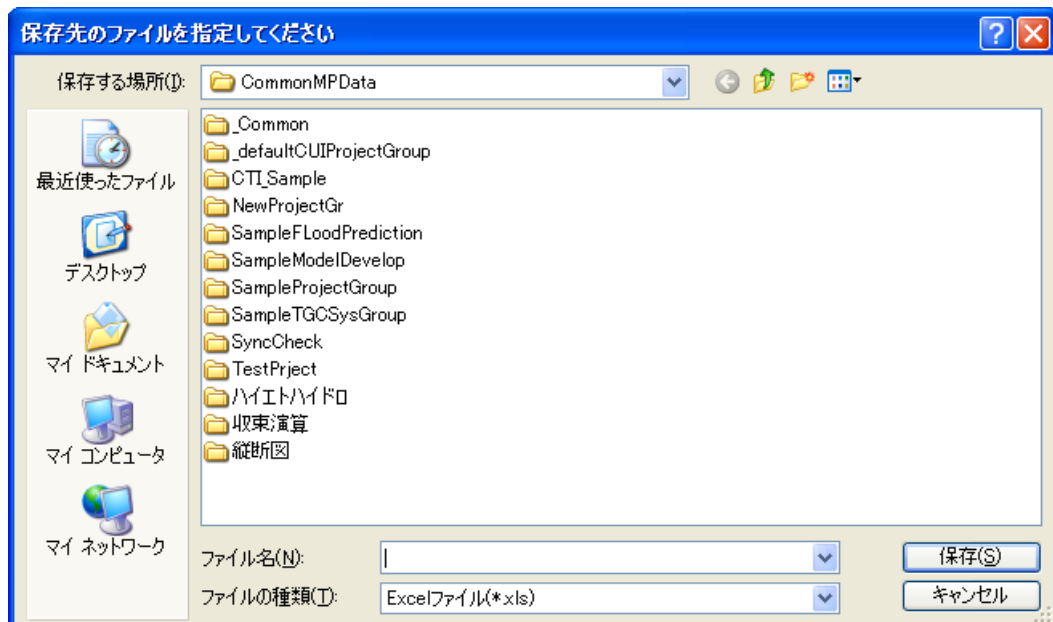 保存先のファイルを指定してください
保存する場所(I): CommonMPData
_Common
_defaultCUIProjectGroup
CTI_Sample
NewProjectGr
SampleFLoodPrediction
SampleModelDevelop
SampleProjectGroup
SampleTGCSysGroup
SyncCheck
TestPrject
ハイエトハイドロ
収束演算
縦断図
最近使ったファイル
デスクトップ
マイ ドキュメント
マイ コンピュータ
マイ ネットワーク
ファイル名(N):
保存(S)
ファイルの種類(T): Excelファイル(*.xls)
キャンセル